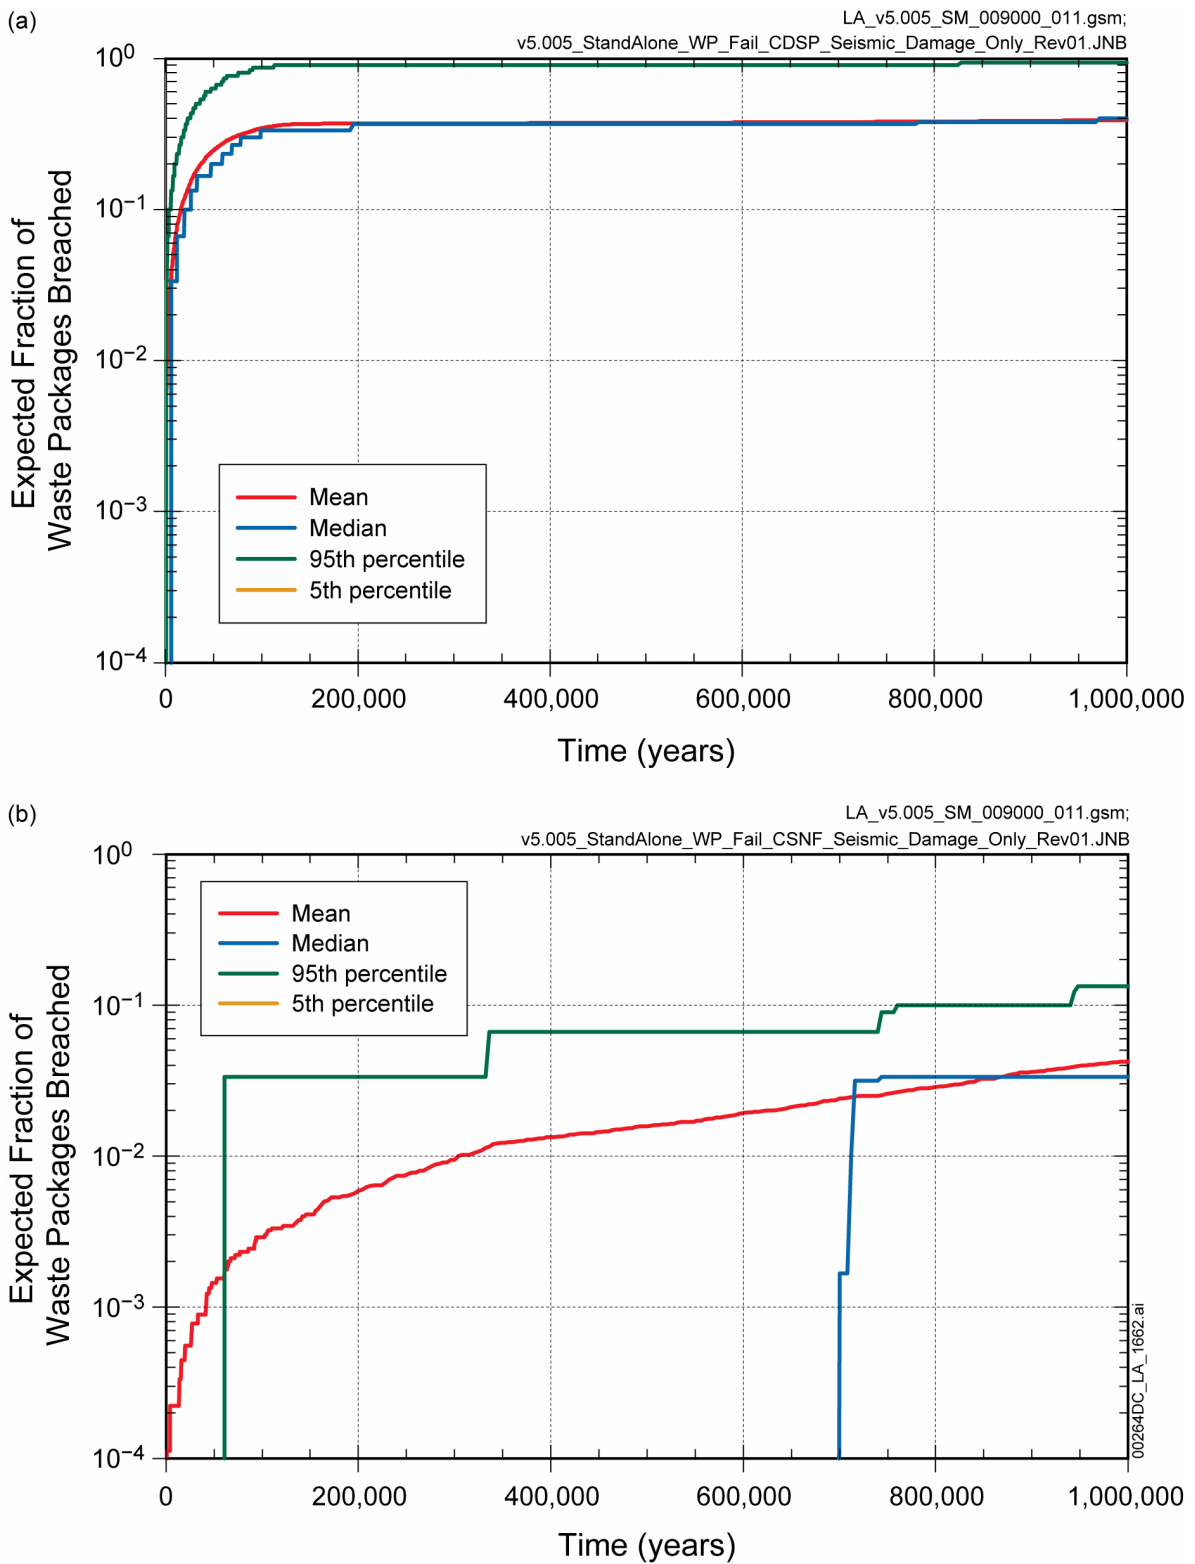 (a)
LA_v5.005_SM_009000_011.gsm;
v5.005_StandAlone_WP_Fail_CDSP_Seismic_Damage_Only_Rev01.JNB
Expected Fraction of
Waste Packages Breached
10⁰
10⁻¹
10⁻²
10⁻³
10⁻⁴
Mean
Median
95th percentile
5th percentile
0 200,000 400,000 600,000 800,000 1,000,000
Time (years)
(b)
LA_v5.005_SM_009000_011.gsm;
v5.005_StandAlone_WP_Fail_CSNF_Seismic_Damage_Only_Rev01.JNB
Expected Fraction of
Waste Packages Breached
10⁰
10⁻¹
10⁻²
10⁻³
10⁻⁴
Mean
Median
95th percentile
5th percentile
00264DC_LA_1662.ai
0 200,000 400,000 600,000 800,000 1,000,000
Time (years)